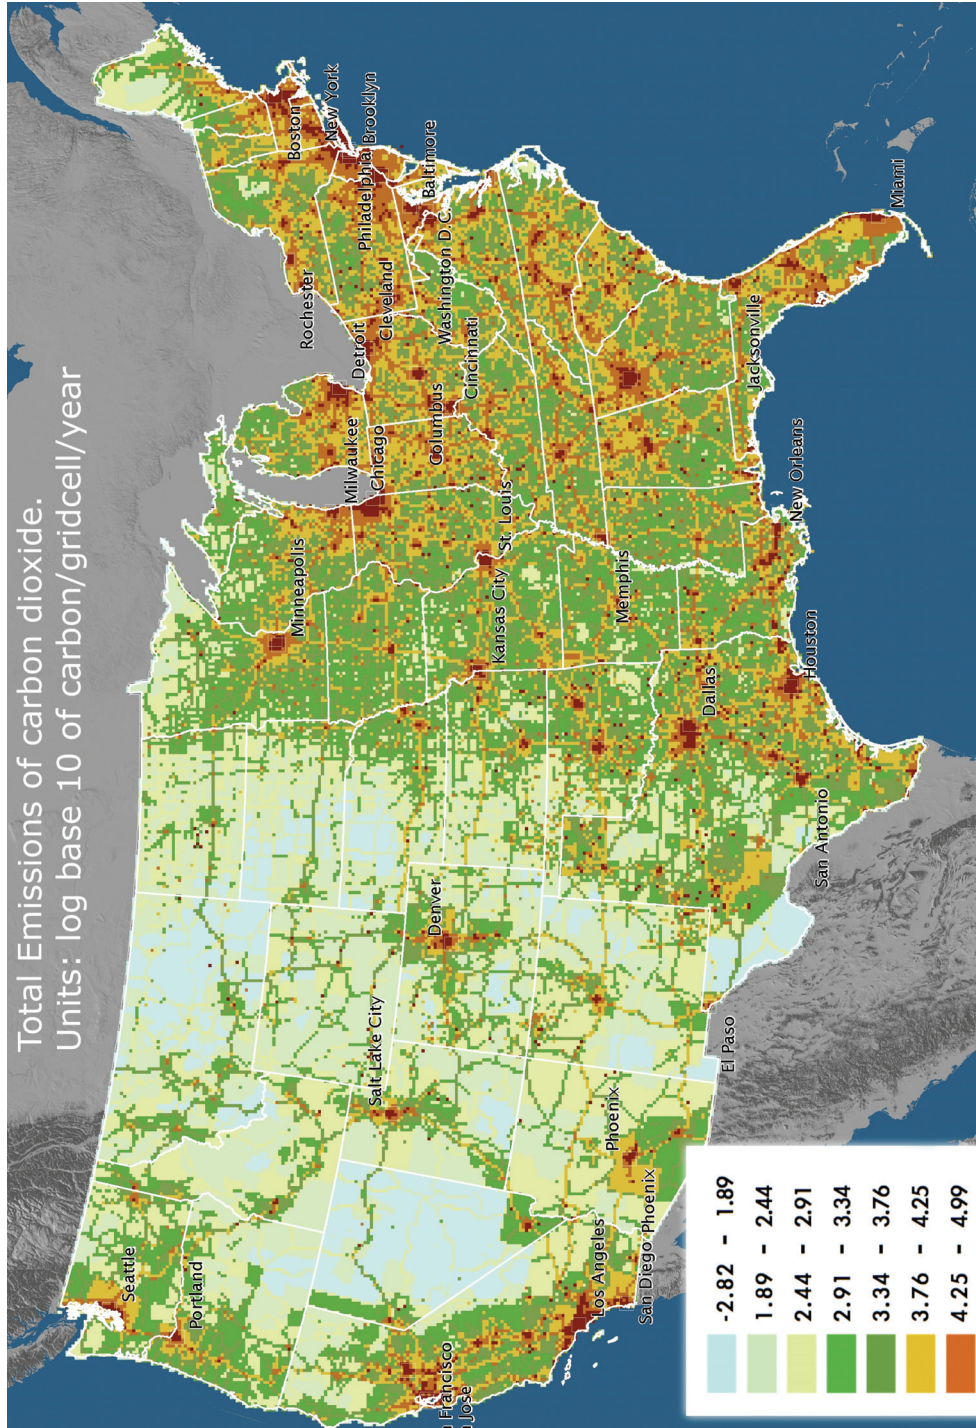 Total Emissions of carbon dioxide.
Units: log base 10 of carbon/gridcell/year
Seattle
Portland
Francisco
Jose
Los Angeles
San Diego
Phoenix
Phoenix
Salt Lake City
El Paso
Denver
San Antonio
Dallas
Houston
Minneapolis
Kansas City
Memphis
St. Louis
New Orleans
Milwaukee
Chicago
Columbus
Detroit
Cincinnati
Cleveland
Jacksonville
Rochester
Washington D.C.
Philadelphia
Baltimore
Boston
New York
Brooklyn
Miami
-2.82 - 1.89
1.89 - 2.44
2.44 - 2.91
2.91 - 3.34
3.34 - 3.76
3.76 - 4.25
4.25 - 4.99